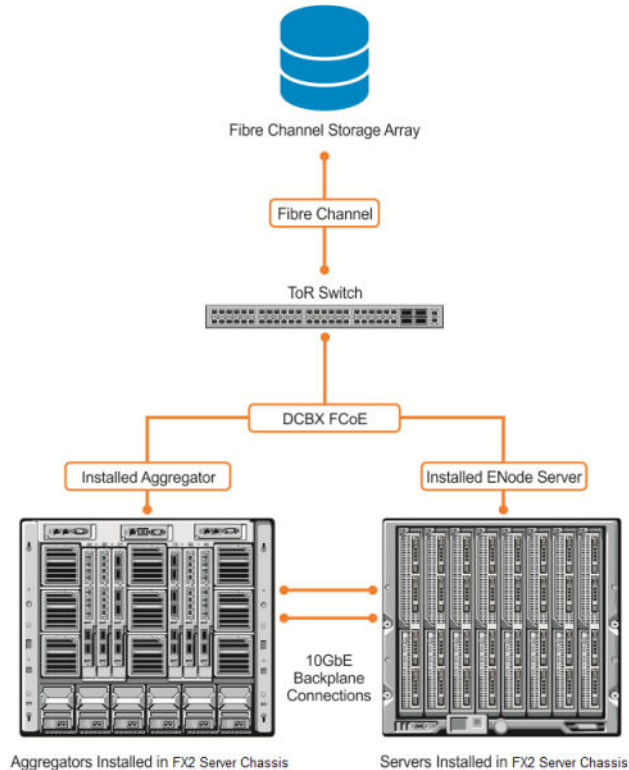 Fibre Channel Storage Array
Fibre Channel
ToR Switch
DCBX FCoE
Installed Aggregator
Installed ENode Server
10GbE
Backplane
Connections
Aggregators Installed in FX2 Server Chassis
Servers Installed in FX2 Server Chassis